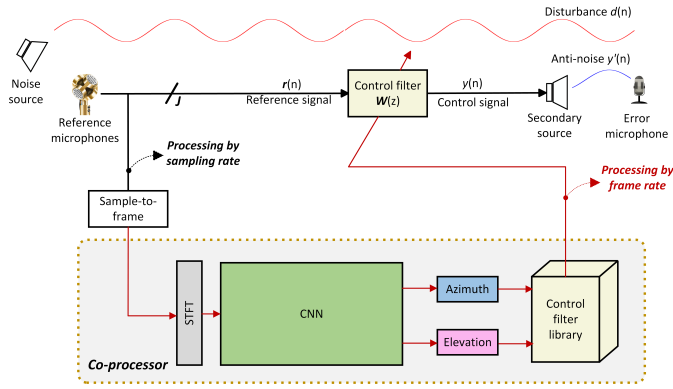 Disturbance d(n)
Noise
source
Reference
microphones
J
r(n)
Reference signal
Control filter
W(z)
y(n)
Control signal
Anti-noise y'(n)
Secondary
source
Error
microphone
Processing by
sampling rate
Processing by
frame rate
Sample-to-
frame
STFT
CNN
Azimuth
Elevation
Control
filter
library
Co-processor